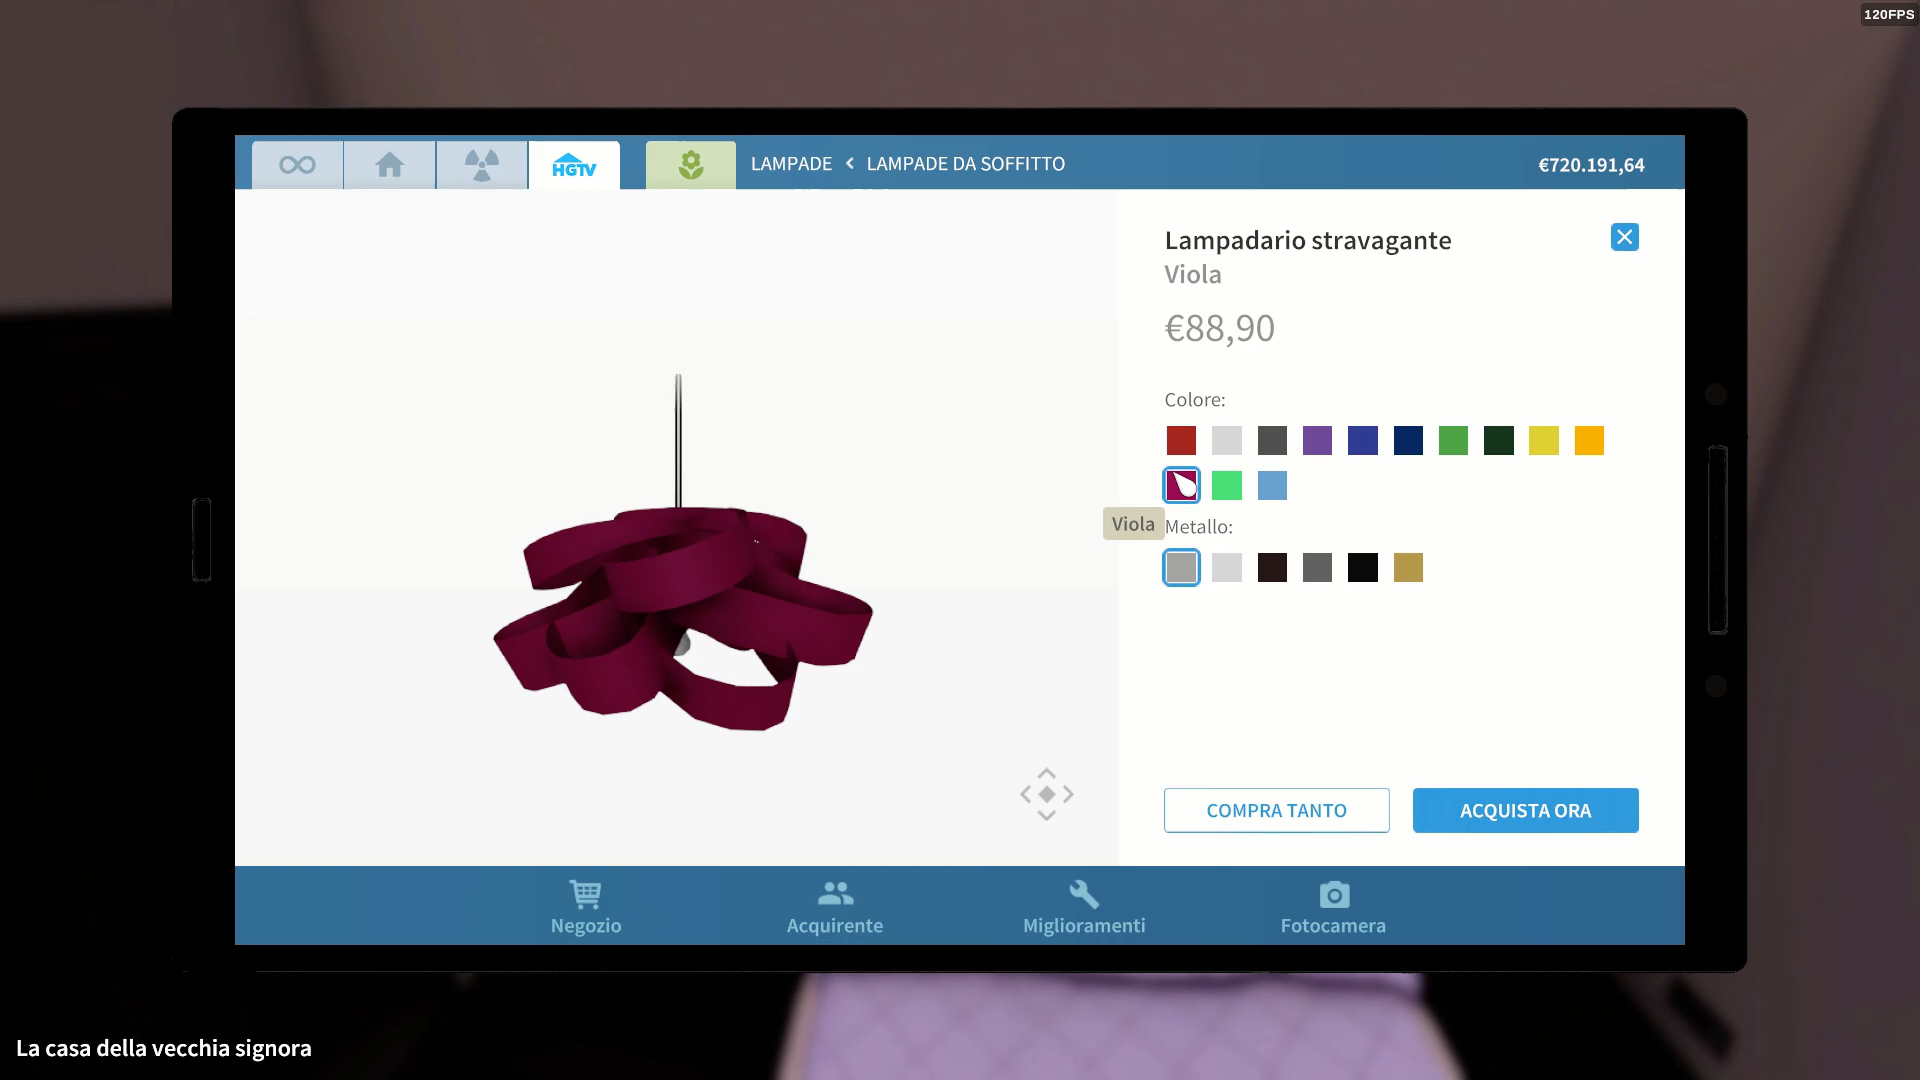 120FPS
HGTV
LAMPADE < LAMPADE DA SOFFITTO
€720.191,64
Lampadario stravagante
Viola
€88,90
Colore:
Viola
Metallo:
COMPRA TANTO
ACQUISTA ORA
Negozio
Acquirente
Miglioramenti
Fotocamera
La casa della vecchia signora